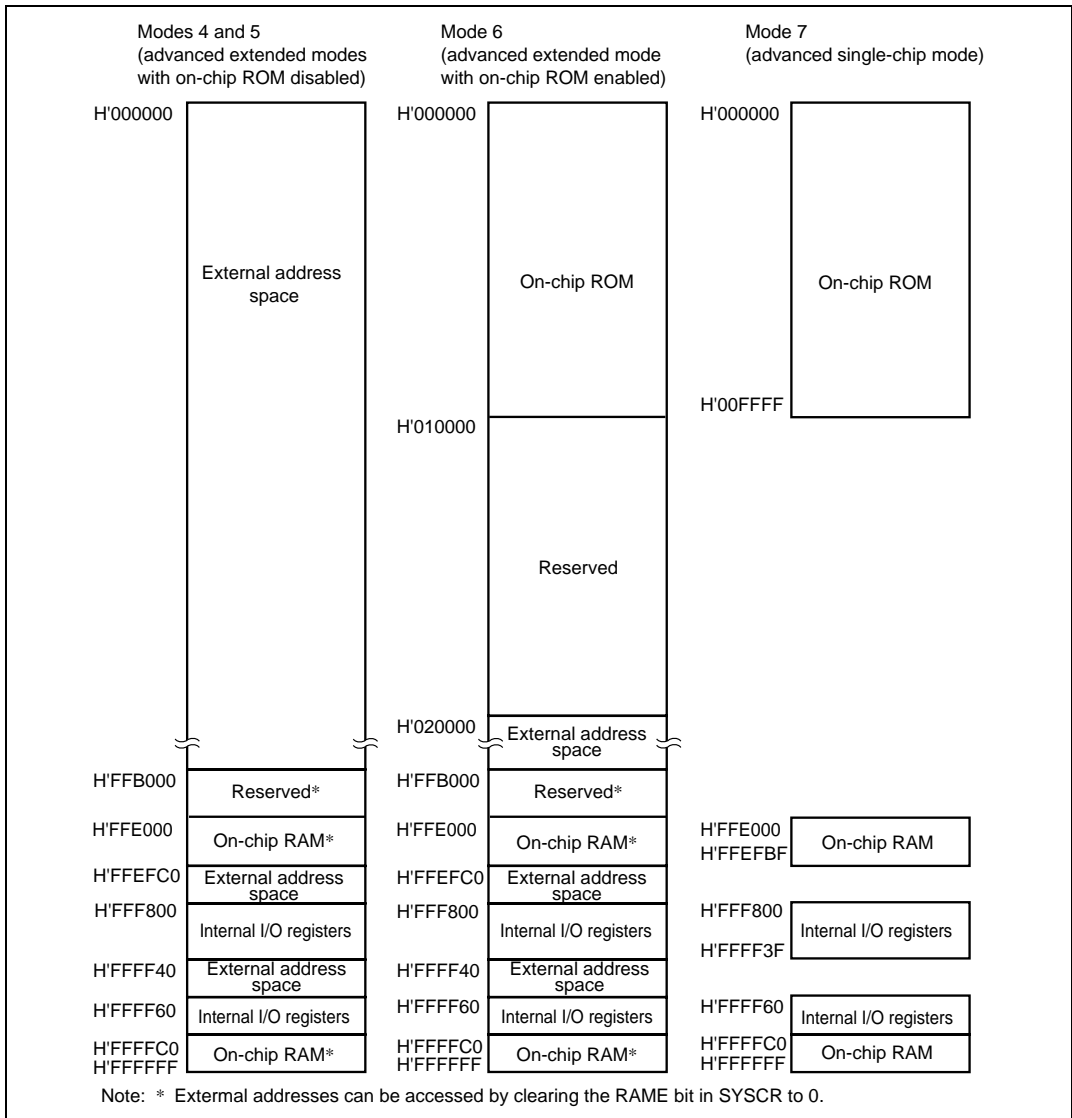 Modes 4 and 5
(advanced extended modes
with on-chip ROM disabled)
Mode 6
(advanced extended mode
with on-chip ROM enabled)
Mode 7
(advanced single-chip mode)
H'000000
External address
space
H'FFB000
Reserved*
H'FFE000
On-chip RAM*
H'FFEFC0
External address
space
H'FFF800
Internal I/O registers
H'FFFF40
External address
space
H'FFFF60
Internal I/O registers
H'FFFFC0
On-chip RAM*
H'FFFFFF
H'000000
On-chip ROM
H'010000
Reserved
H'020000
External address
space
H'FFB000
Reserved*
H'FFE000
On-chip RAM*
H'FFEFC0
External address
space
H'FFF800
Internal I/O registers
H'FFFF40
External address
space
H'FFFF60
Internal I/O registers
H'FFFFC0
On-chip RAM*
H'FFFFFF
H'000000
On-chip ROM
H'00FFFF
H'FFE000
On-chip RAM
H'FFEFBF
H'FFF800
Internal I/O registers
H'FFFF3F
H'FFFF60
Internal I/O registers
H'FFFFC0
On-chip RAM
H'FFFFFF
Note: * Extermal addresses can be accessed by clearing the RAME bit in SYSCR to 0.